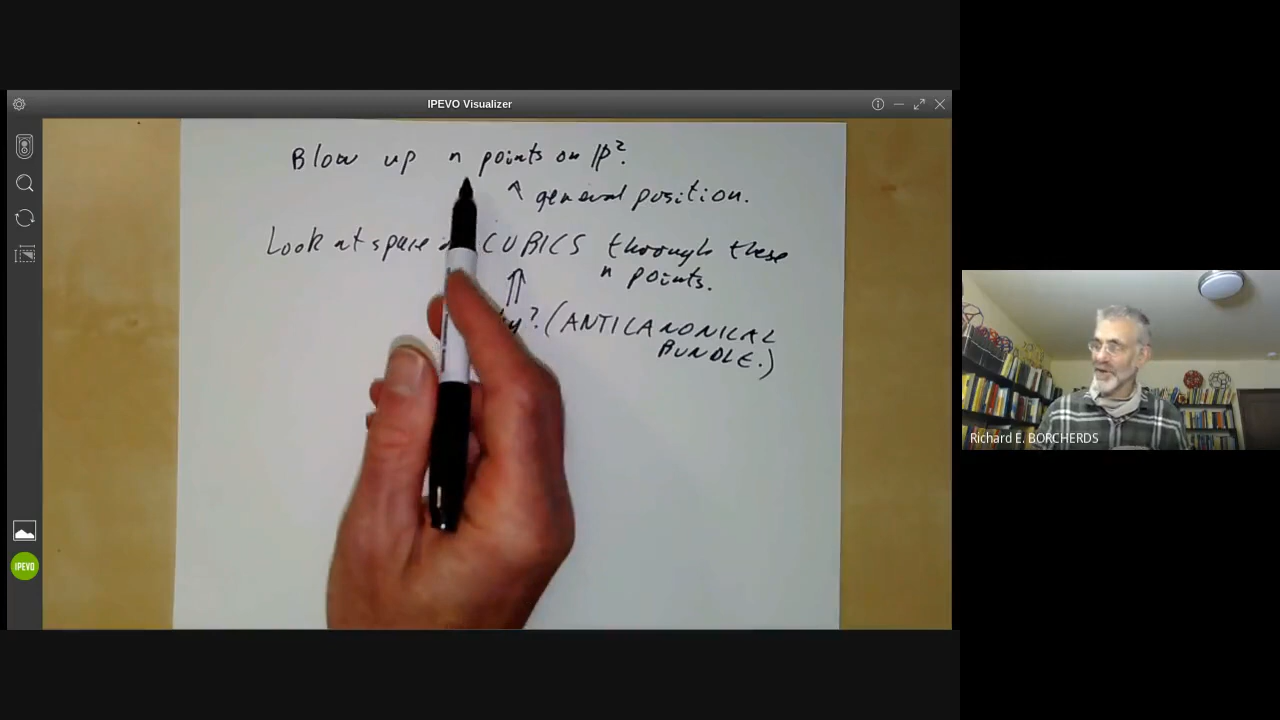 IPEVO Visualizer
Blow up n points on ℙ².
^ general position.
Look at space CUBICS through these
n points.
⇑
?. (ANTICANONICAL
BUNDLE.)
IPEVO
Richard E. BORCHERDS